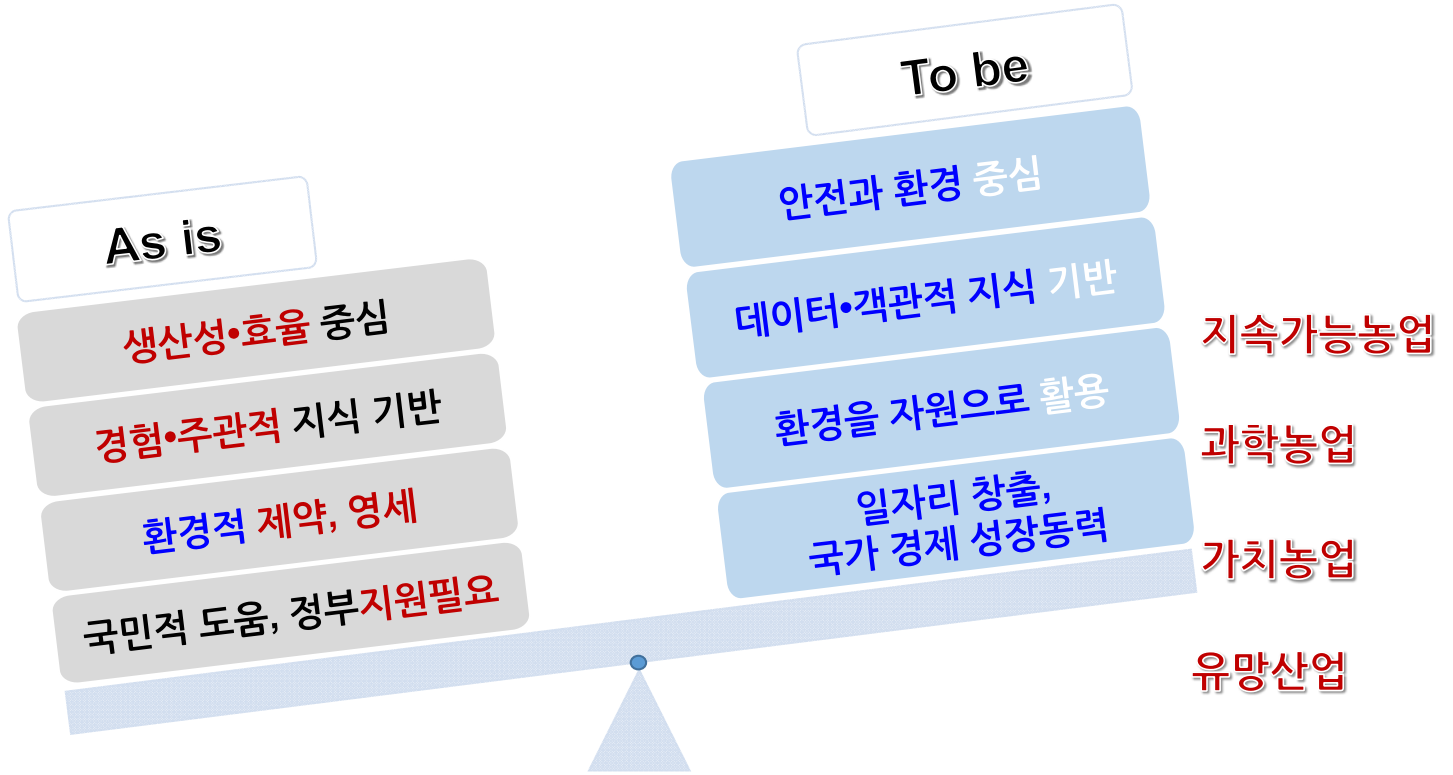 As is
생산성•효율 중심
경험•주관적 지식 기반
환경적 제약, 영세
국민적 도움, 정부지원필요
To be
안전과 환경 중심
데이터•객관적 지식 기반
환경을 자원으로 활용
일자리 창출,
국가 경제 성장동력
지속가능농업
과학농업
가치농업
유망산업